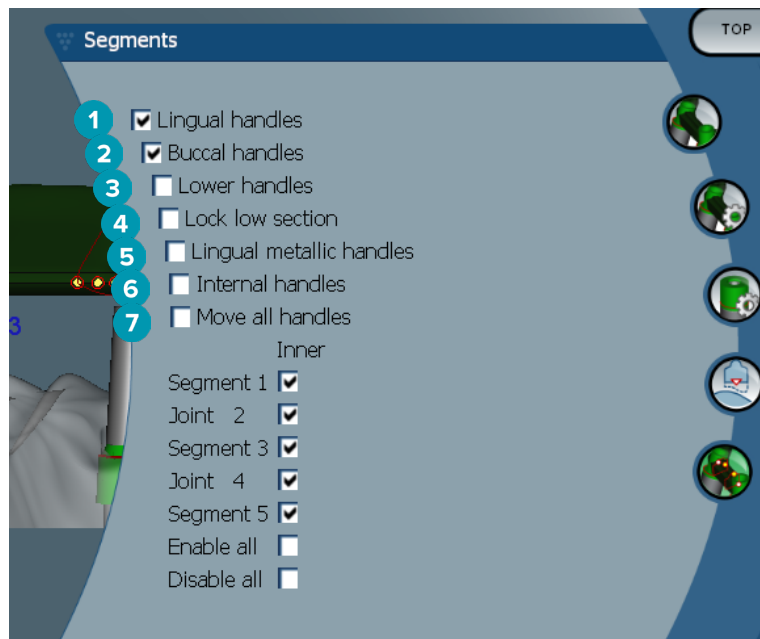 Segments
TOP
1 Lingual handles
2 Buccal handles
3 Lower handles
4 Lock low section
5 Lingual metallic handles
6 Internal handles
7 Move all handles
3
Inner
Segment 1
Joint 2
Segment 3
Joint 4
Segment 5
Enable all
Disable all